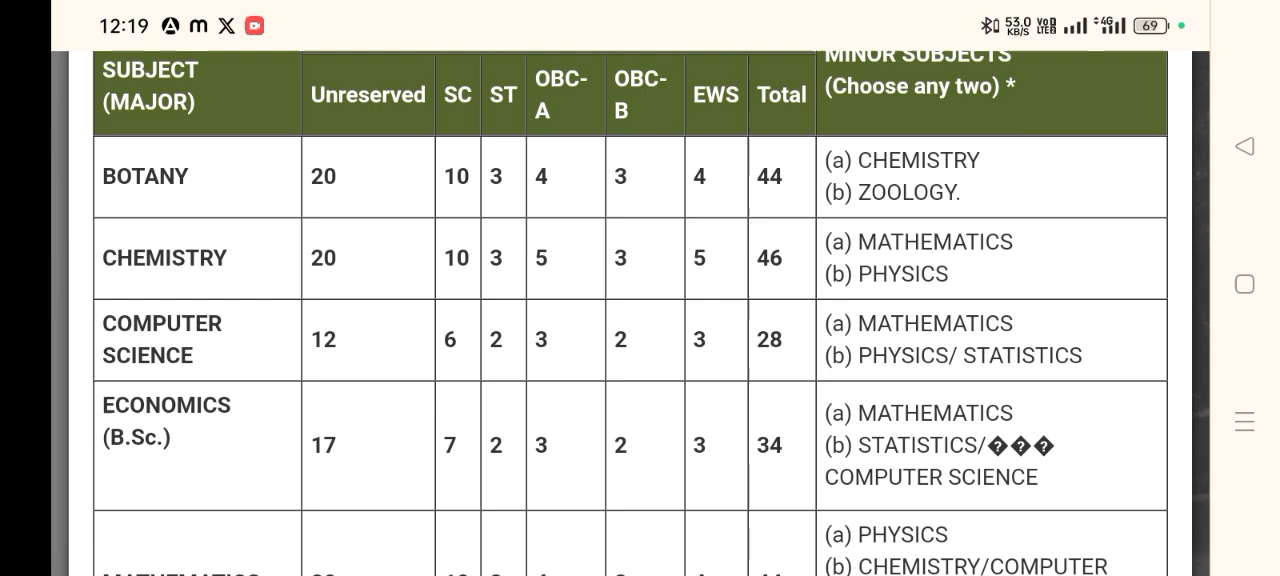 12:19
53.0 KB/S
4G
69
SUBJECT
(MAJOR)
Unreserved SC ST OBC-A OBC-B EWS Total
MINOR SUBJECTS
(Choose any two) *
BOTANY 20 10 3 4 3 4 44
(a) CHEMISTRY
(b) ZOOLOGY.
CHEMISTRY 20 10 3 5 3 5 46
(a) MATHEMATICS
(b) PHYSICS
COMPUTER
SCIENCE 12 6 2 3 2 3 28
(a) MATHEMATICS
(b) PHYSICS/ STATISTICS
ECONOMICS
(B.Sc.) 17 7 2 3 2 3 34
(a) MATHEMATICS
(b) STATISTICS/���
COMPUTER SCIENCE
(a) PHYSICS
(b) CHEMISTRY/COMPUTER